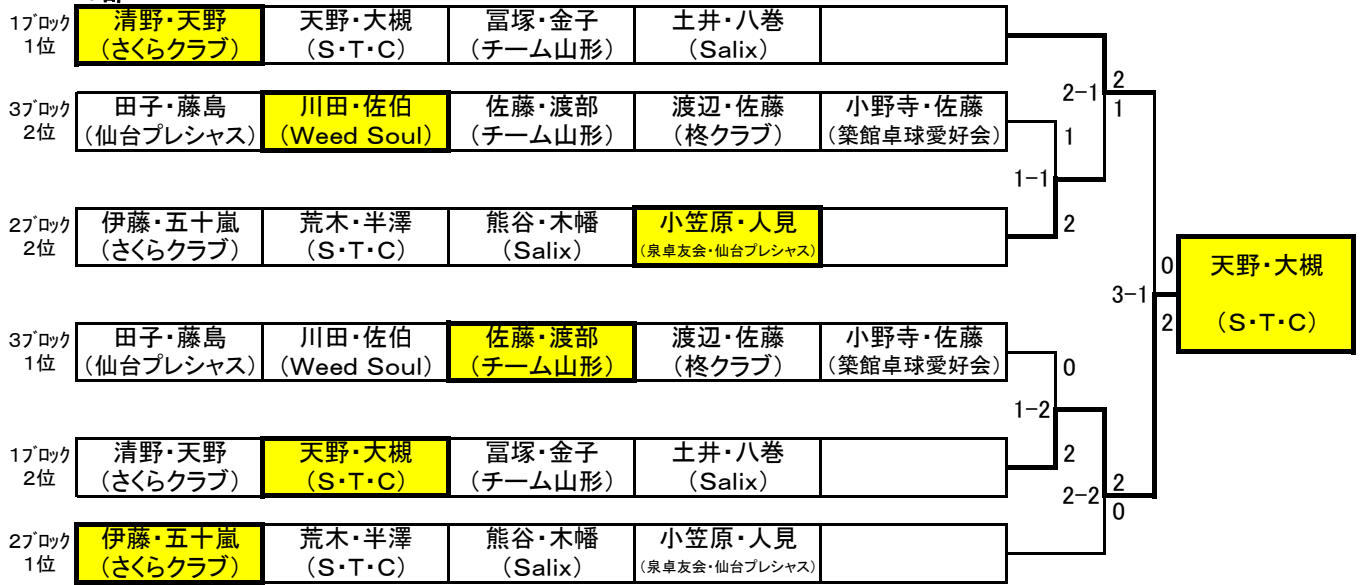 1ブロック 清野・天野 天野・大槻 冨塚・金子 土井・八巻
1位 (さくらクラブ) (S・T・C) (チーム山形) (Salix)
2-1 2
1
3ブロック 田子・藤島 川田・佐伯 佐藤・渡部 渡辺・佐藤 小野寺・佐藤
2位 (仙台プレシャス) (Weed Soul) (チーム山形) (柊クラブ) (築館卓球愛好会)
1
1-1
2ブロック 伊藤・五十嵐 荒木・半澤 熊谷・木幡 小笠原・人見
2位 (さくらクラブ) (S・T・C) (Salix) (泉卓友会・仙台プレシャス)
2
0 天野・大槻
3-1
2 (S・T・C)
3ブロック 田子・藤島 川田・佐伯 佐藤・渡部 渡辺・佐藤 小野寺・佐藤
1位 (仙台プレシャス) (Weed Soul) (チーム山形) (柊クラブ) (築館卓球愛好会)
0
1-2
1ブロック 清野・天野 天野・大槻 冨塚・金子 土井・八巻
2位 (さくらクラブ) (S・T・C) (チーム山形) (Salix)
2
2-2 2
0
2ブロック 伊藤・五十嵐 荒木・半澤 熊谷・木幡 小笠原・人見
1位 (さくらクラブ) (S・T・C) (Salix) (泉卓友会・仙台プレシャス)